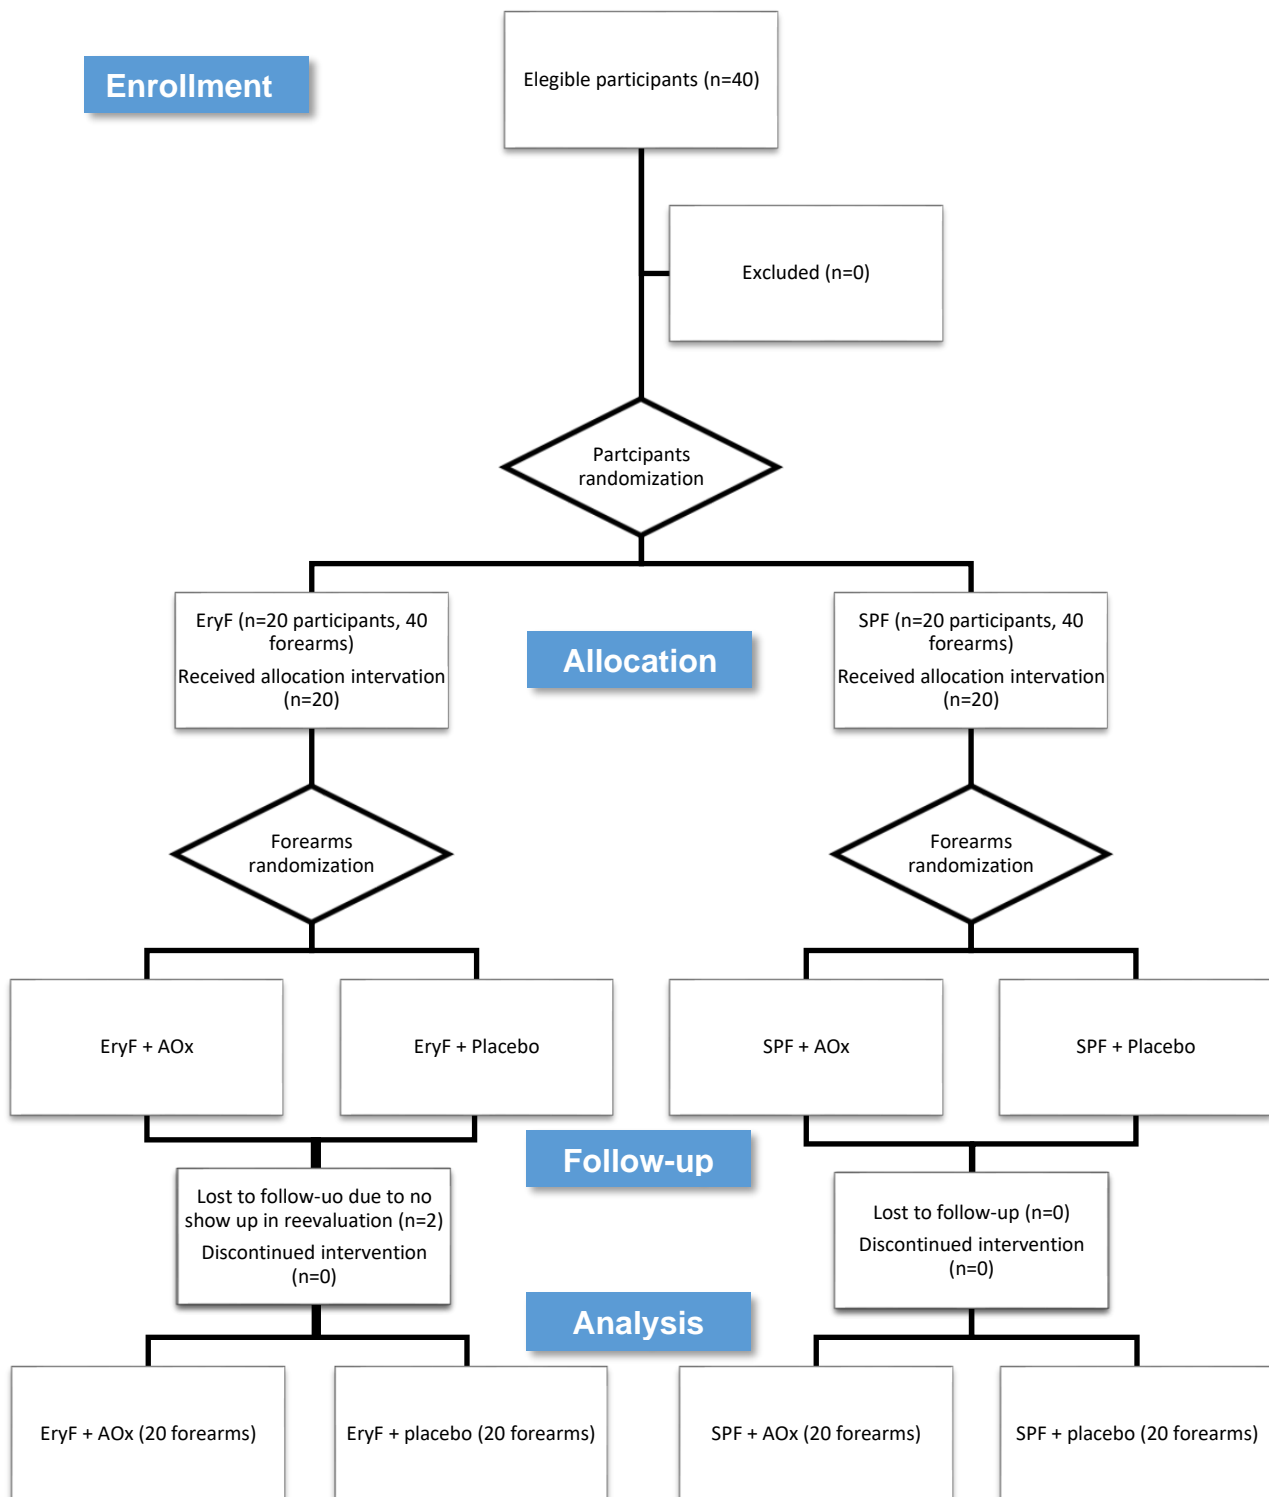 Enrollment
Elegible participants (n=40)
Excluded (n=0)
Partcipants
randomization
EryF (n=20 participants, 40
forearms)
Received allocation intervation
(n=20)
Allocation
SPF (n=20 participants, 40
forearms)
Received allocation intervation
(n=20)
Forearms
randomization
Forearms
randomization
EryF + AOx
EryF + Placebo
SPF + AOx
SPF + Placebo
Follow-up
Lost to follow-uo due to no
show up in reevaluation (n=2)
Discontinued intervention
(n=0)
Lost to follow-up (n=0)
Discontinued intervention
(n=0)
Analysis
EryF + AOx (20 forearms)
EryF + placebo (20 forearms)
SPF + AOx (20 forearms)
SPF + placebo (20 forearms)